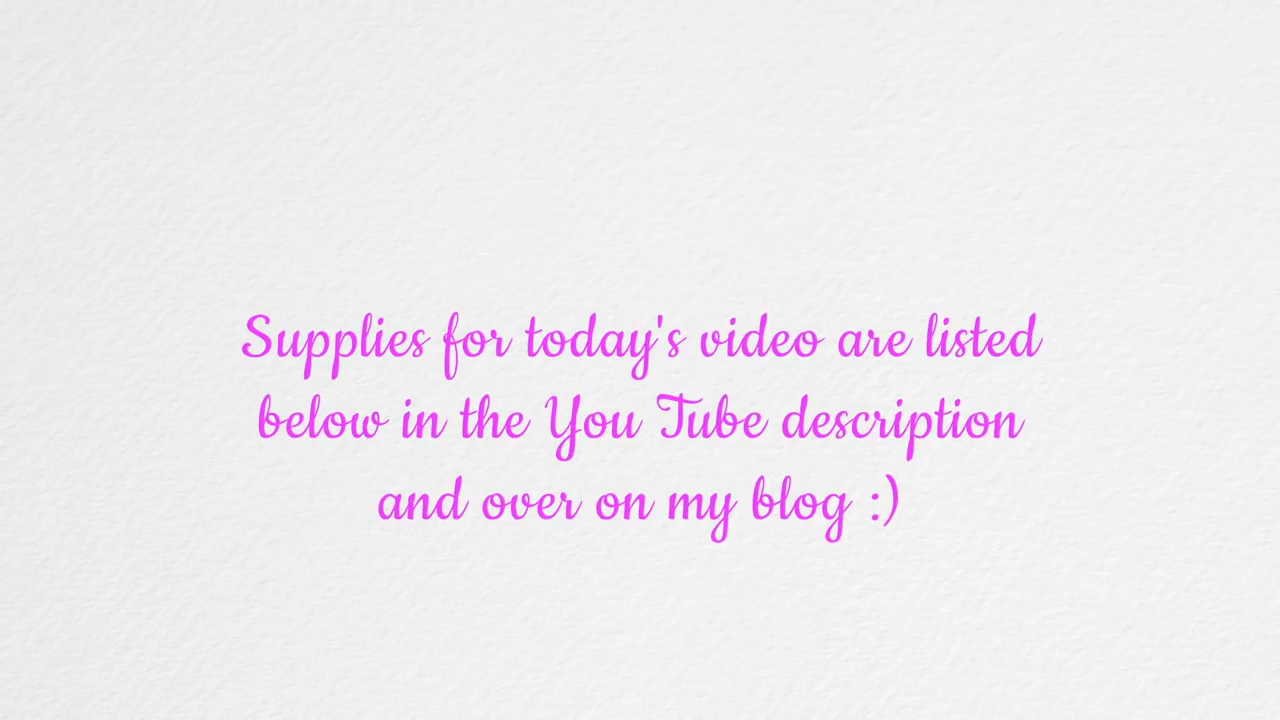 Supplies for today's video are listed
below in the You Tube description
and over on my blog :)